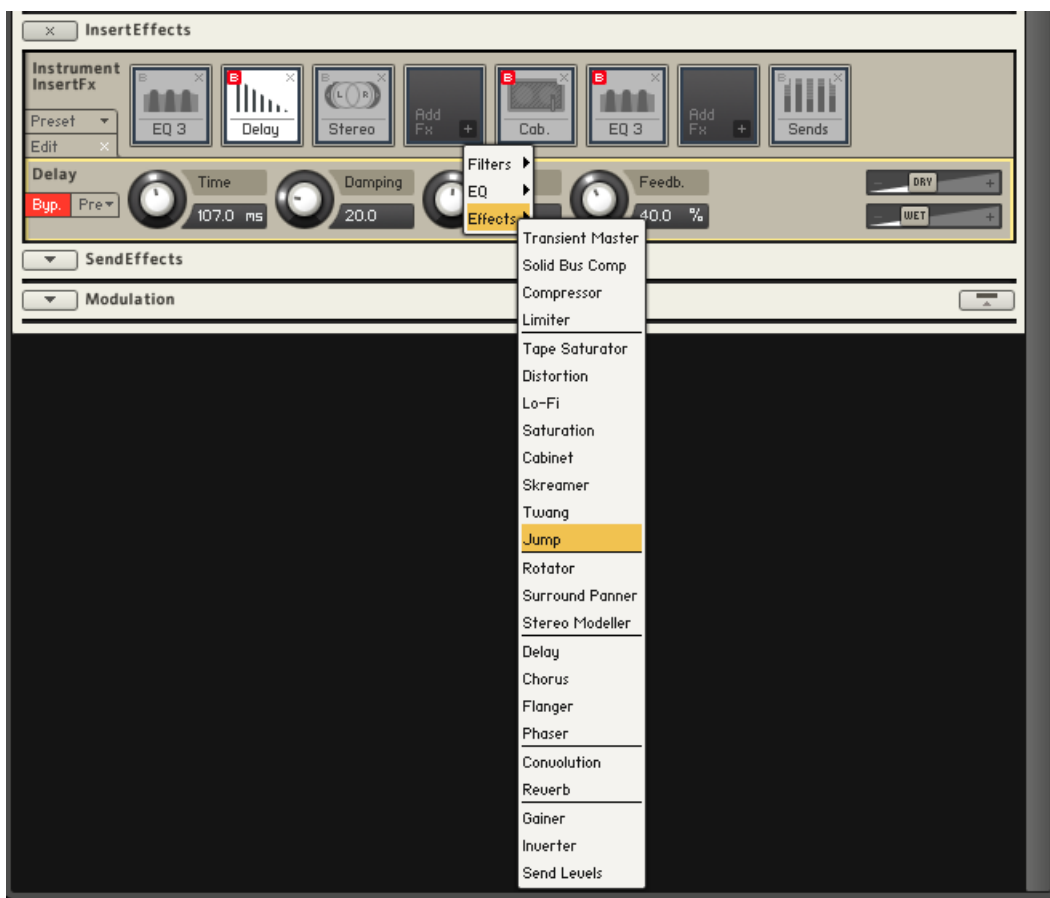 InsertEffects
Instrument
InsertFx
Preset
Edit
B EQ 3
B Delay
B Stereo
Add
Fx +
B Cab.
B EQ 3
Add
Fx +
B Sends
Delay
Byp. Pre
Time
107.0 ms
Damping
20.0
Feedb.
40.0 %
- DRY +
- WET +
Filters
EQ
Effects
SendEffects
Modulation
Transient Master
Solid Bus Comp
Compressor
Limiter
Tape Saturator
Distortion
Lo-Fi
Saturation
Cabinet
Skreamer
Twang
Jump
Rotator
Surround Panner
Stereo Modeller
Delay
Chorus
Flanger
Phaser
Convolution
Reverb
Gainer
Inverter
Send Levels